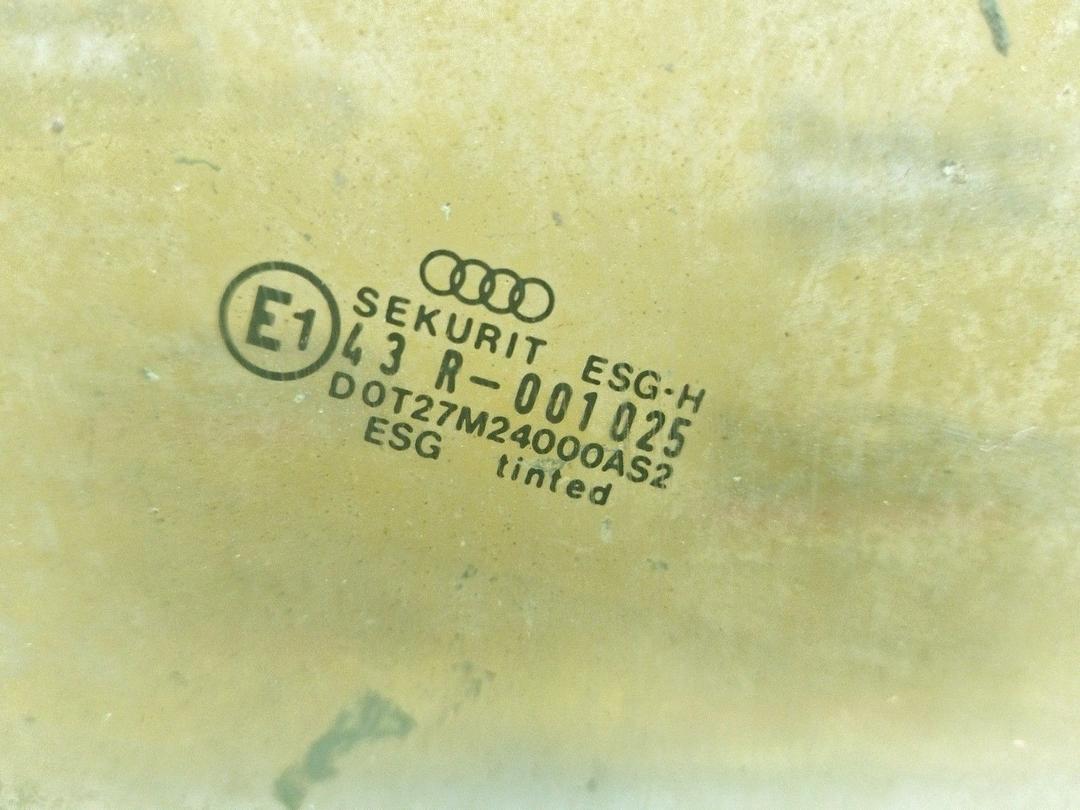 E1
SEKURIT ESG-H
43 R-001025
DOT27M24000AS2
ESG tinted